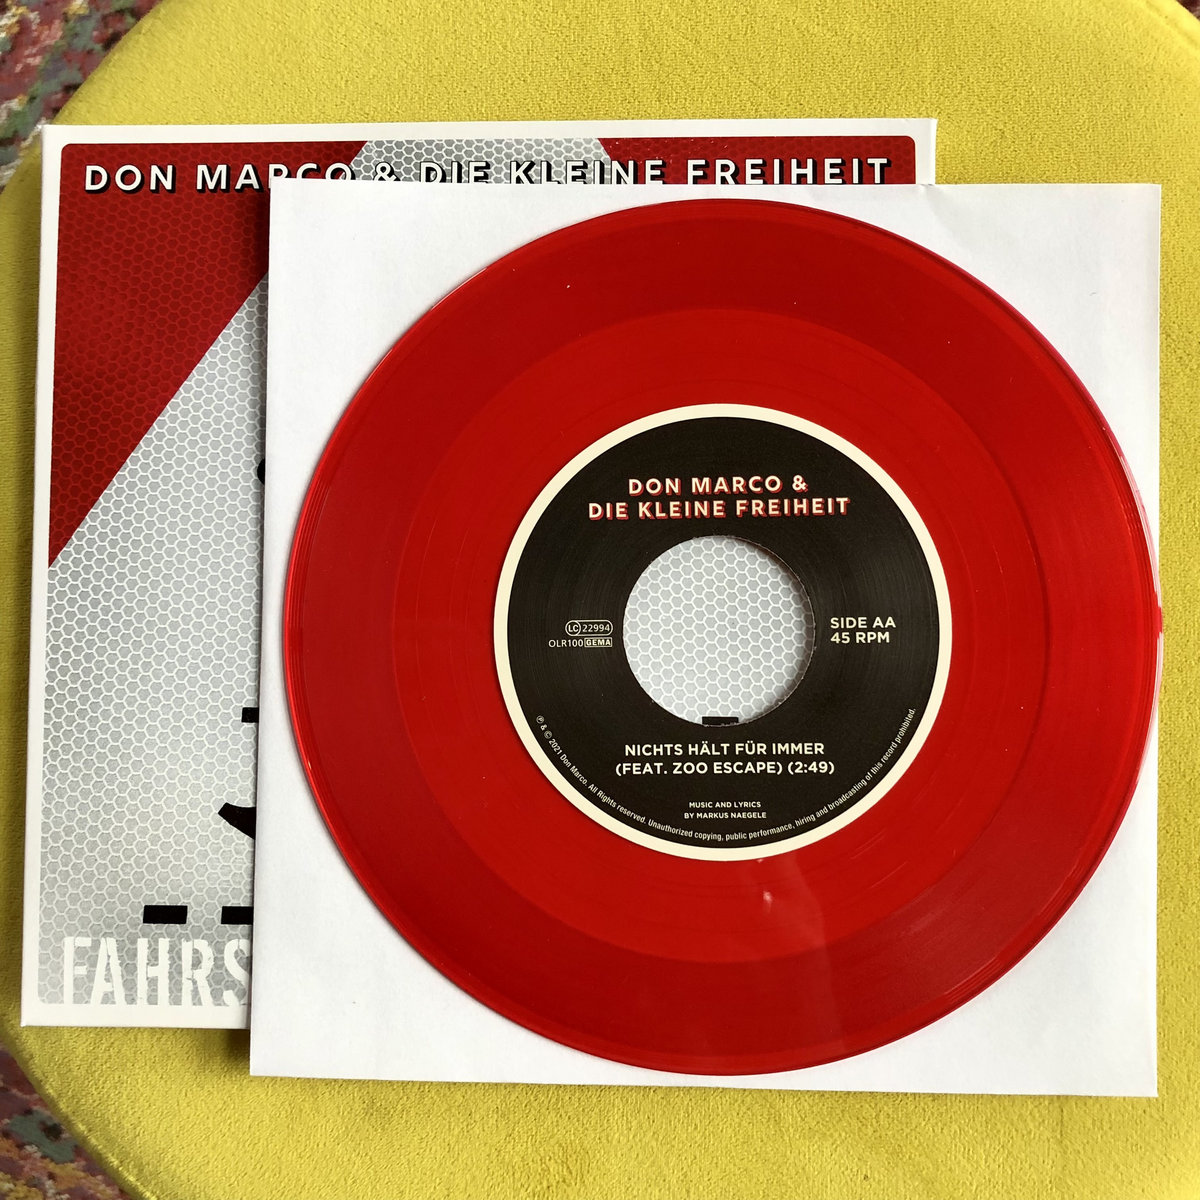 DON MARCO & DIE KLEINE FREIHEIT
DON MARCO &
DIE KLEINE FREIHEIT
LC 22994
OLR100 GEMA
SIDE AA
45 RPM
NICHTS HÄLT FÜR IMMER
(FEAT. ZOO ESCAPE) (2:49)
MUSIC AND LYRICS
BY MARKUS NAEGELE
℗ & © 2021 Don Marco. All Rights reserved. Unauthorized copying, public performance, hiring and broadcasting of this record prohibited.
FAHRS